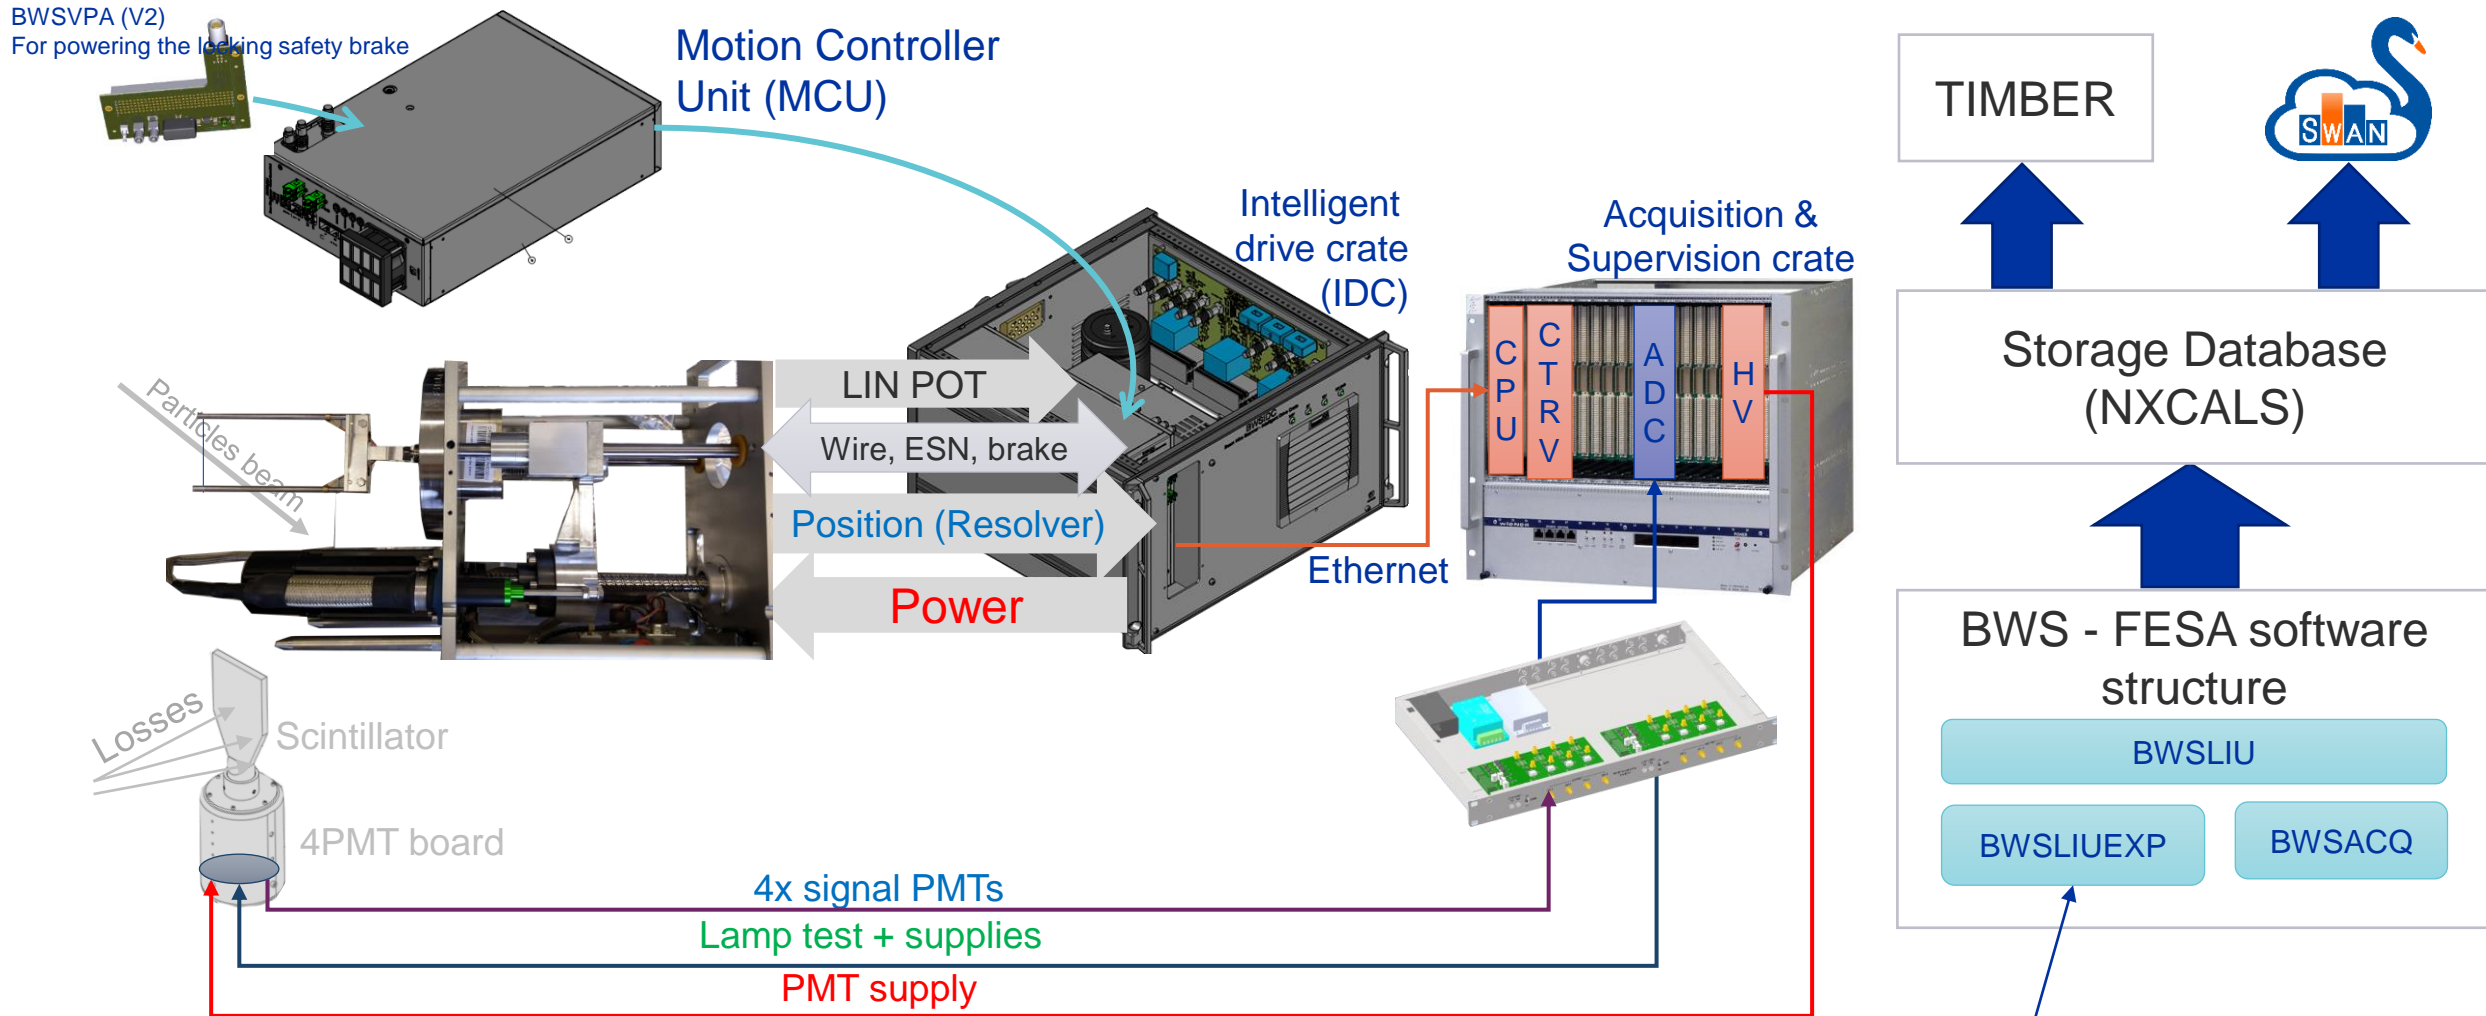 BWSVPA (V2)
For powering the locking safety brake
Motion Controller
Unit (MCU)
Intelligent
drive crate
(IDC)
Acquisition &
Supervision crate
CPU
CTRV
ADC
HV
TIMBER
SWAN
Storage Database
(NXCALS)
BWS - FESA software
structure
BWSLIU
BWSLIUEXP
BWSACQ
Particles beam
LIN POT
Wire, ESN, brake
Position (Resolver)
Power
BWSIDC
Ethernet
Losses
Scintillator
4PMT board
4x signal PMTs
Lamp test + supplies
PMT supply